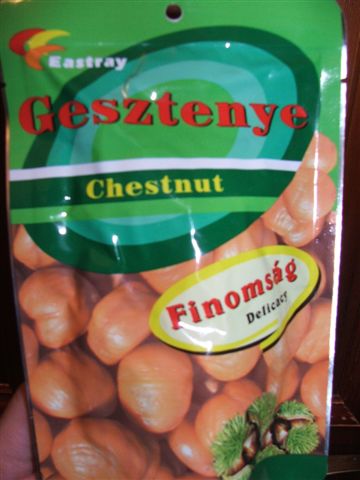 Eastray
Gesztenye
Chestnut
Finomság
Delicacy